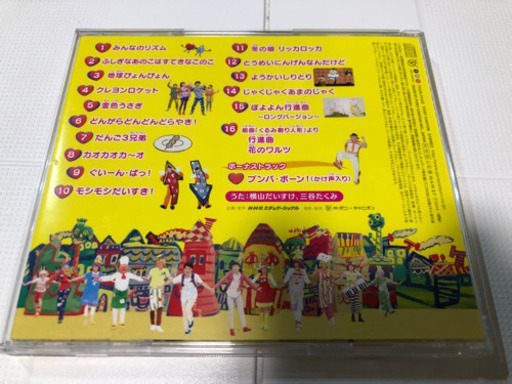 1 みんなのリズム
2 ふしぎなあのこはすてきなこのこ
3 地球ぴょんぴょん
4 クレヨンロケット
5 金色うさぎ
6 どんがらどんどんどらやき!
7 だんご3兄弟
8 カオカオカ〜オ
9 ぐいーん・ぱっ!
10 モシモシだいすき!
11 冬の娘 リッカロッカ
12 とうめいにんげんなんだけど
13 ようかいしりとり
14 じゃくじゃくあまのじゃく
15 ぽよよん行進曲
〜ロングバージョン〜
16 組曲「くるみ割り人形」より
行進曲
花のワルツ
ボーナストラック
ブンバ・ボーン!(かけ声入り)
うた:横山だいすけ、三谷たくみ
NHKエデュケーショナル
ポニーキャニオン